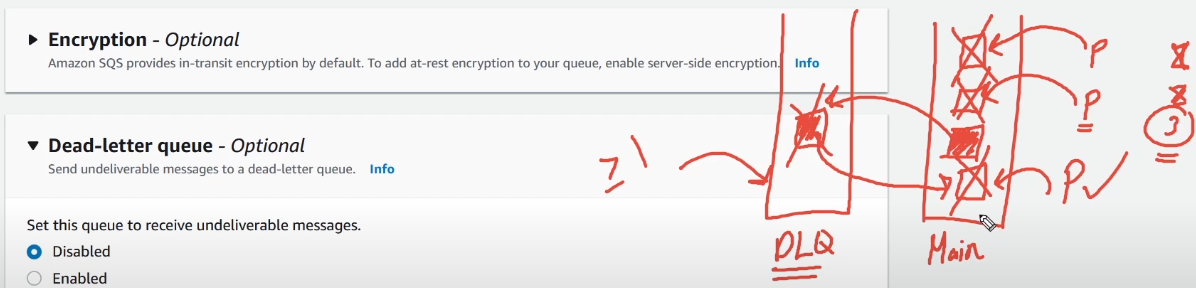 Encryption - Optional
Amazon SQS provides in-transit encryption by default. To add at-rest encryption to your queue, enable server-side encryption. Info
Dead-letter queue - Optional
Send undeliverable messages to a dead-letter queue. Info
Set this queue to receive undeliverable messages.
Disabled
Enabled
P
P
3
P
DLQ
Main